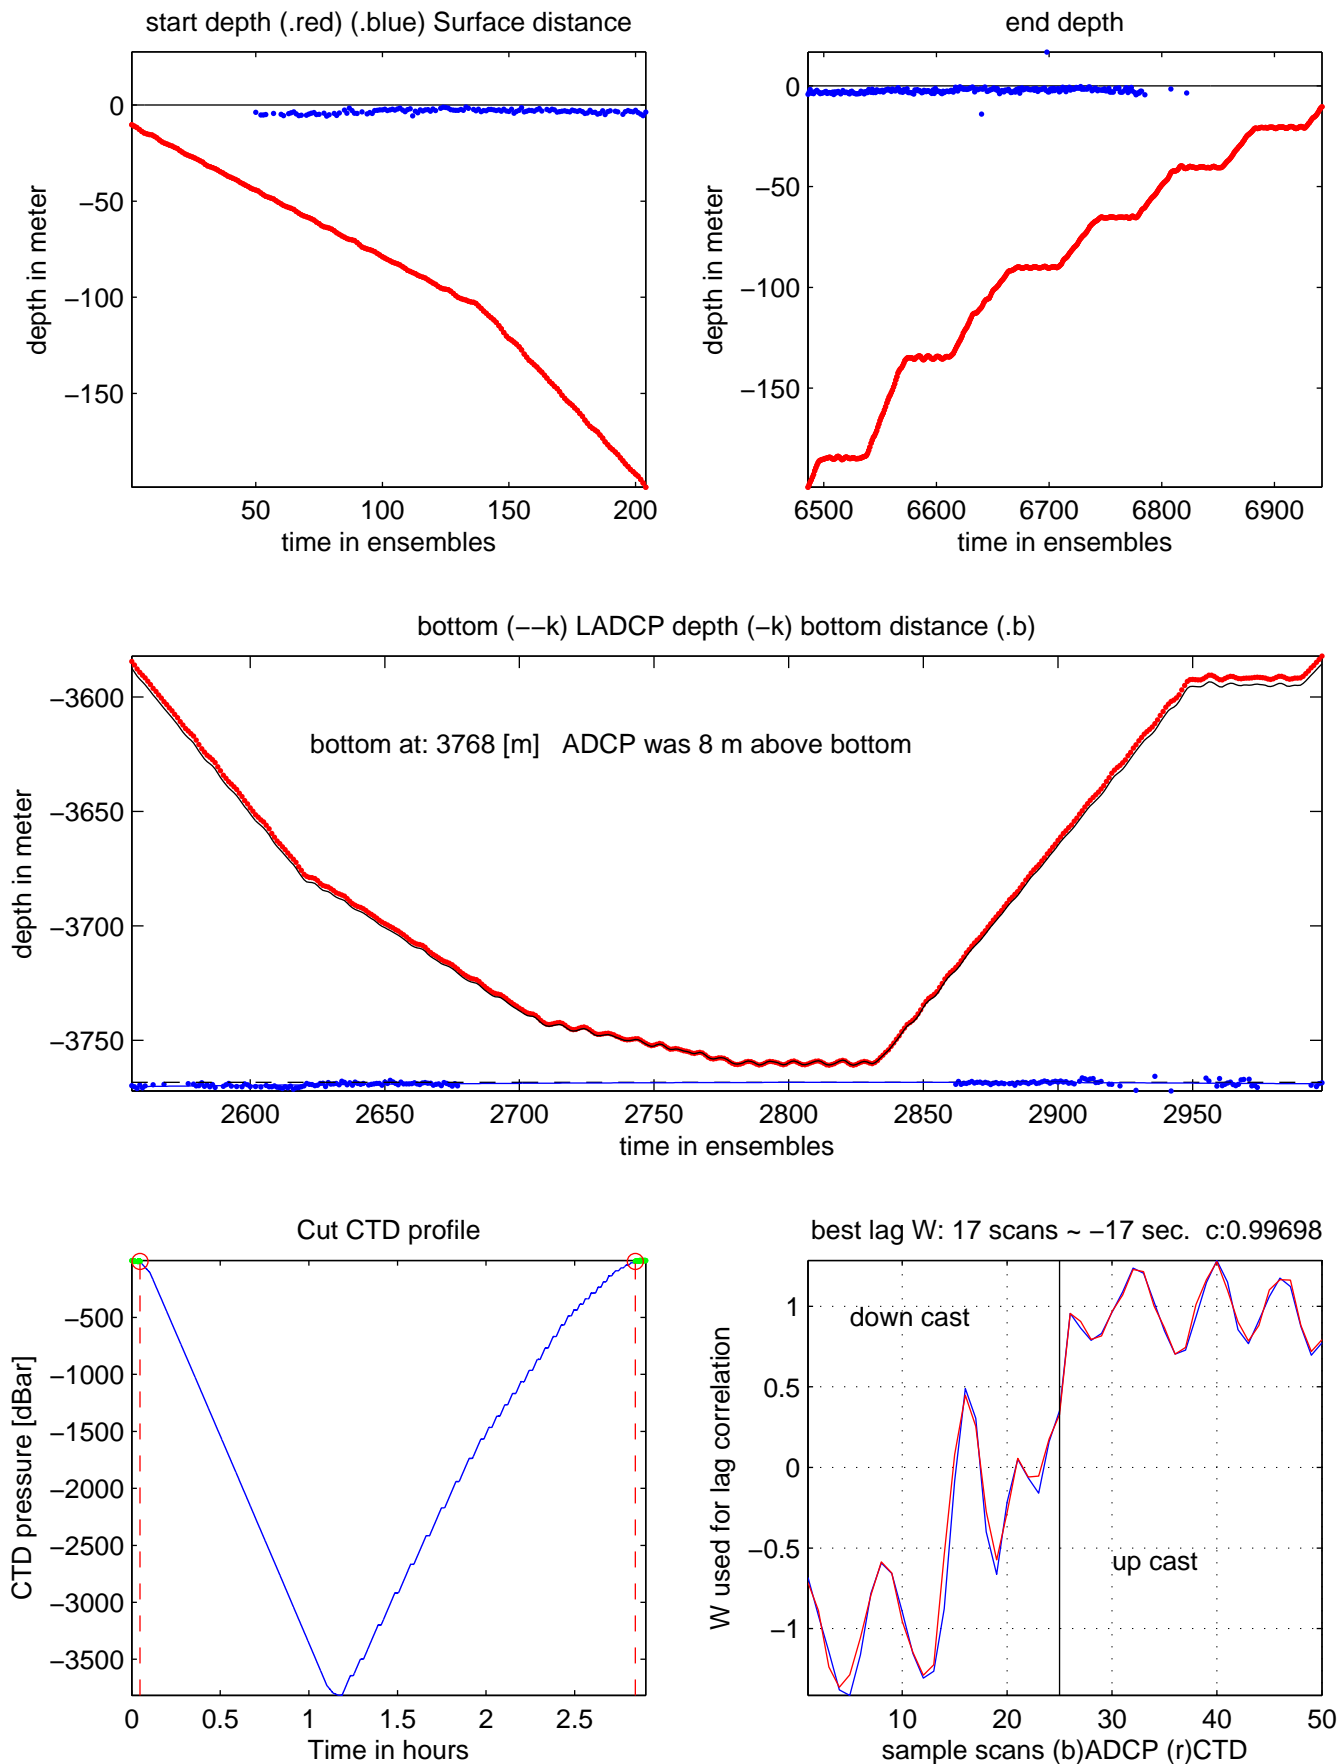 start depth (.red) (.blue) Surface distance
0
−50
−100
−150
depth in meter
50
100
150
200
time in ensembles
end depth
0
−50
−100
−150
depth in meter
6500
6600
6700
6800
6900
time in ensembles
bottom (−−k) LADCP depth (−k) bottom distance (.b)
−3600
−3650
−3700
−3750
depth in meter
bottom at: 3768 [m]   ADCP was 8 m above bottom
2600
2650
2700
2750
2800
2850
2900
2950
time in ensembles
Cut CTD profile
−500
−1000
−1500
−2000
−2500
−3000
−3500
CTD pressure [dBar]
0
0.5
1
1.5
2
2.5
Time in hours
best lag W: 17 scans ~ −17 sec.  c:0.99698
1
0.5
0
−0.5
−1
W used for lag correlation
down cast
up cast
10
20
30
40
50
sample scans (b)ADCP (r)CTD